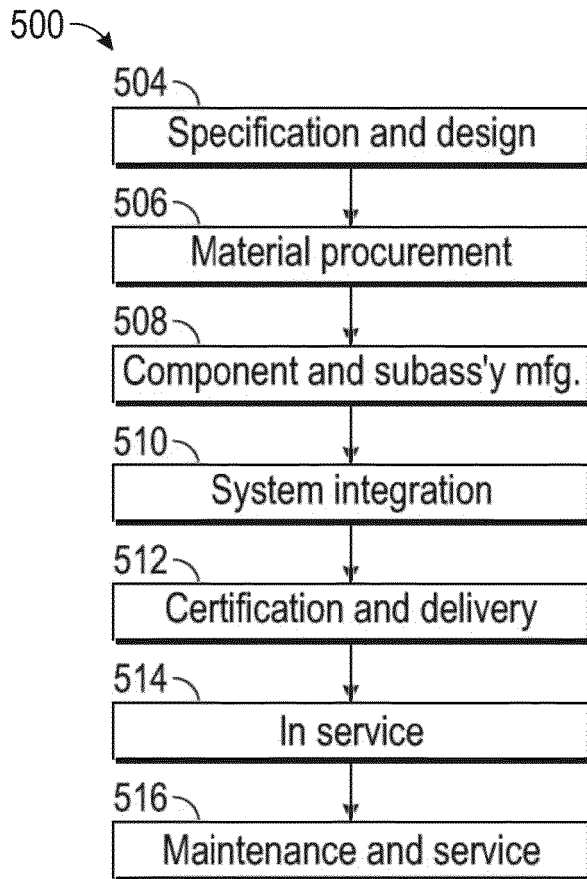 500
504
Specification and design
506
Material procurement
508
Component and subass'y mfg.
510
System integration
512
Certification and delivery
514
In service
516
Maintenance and service